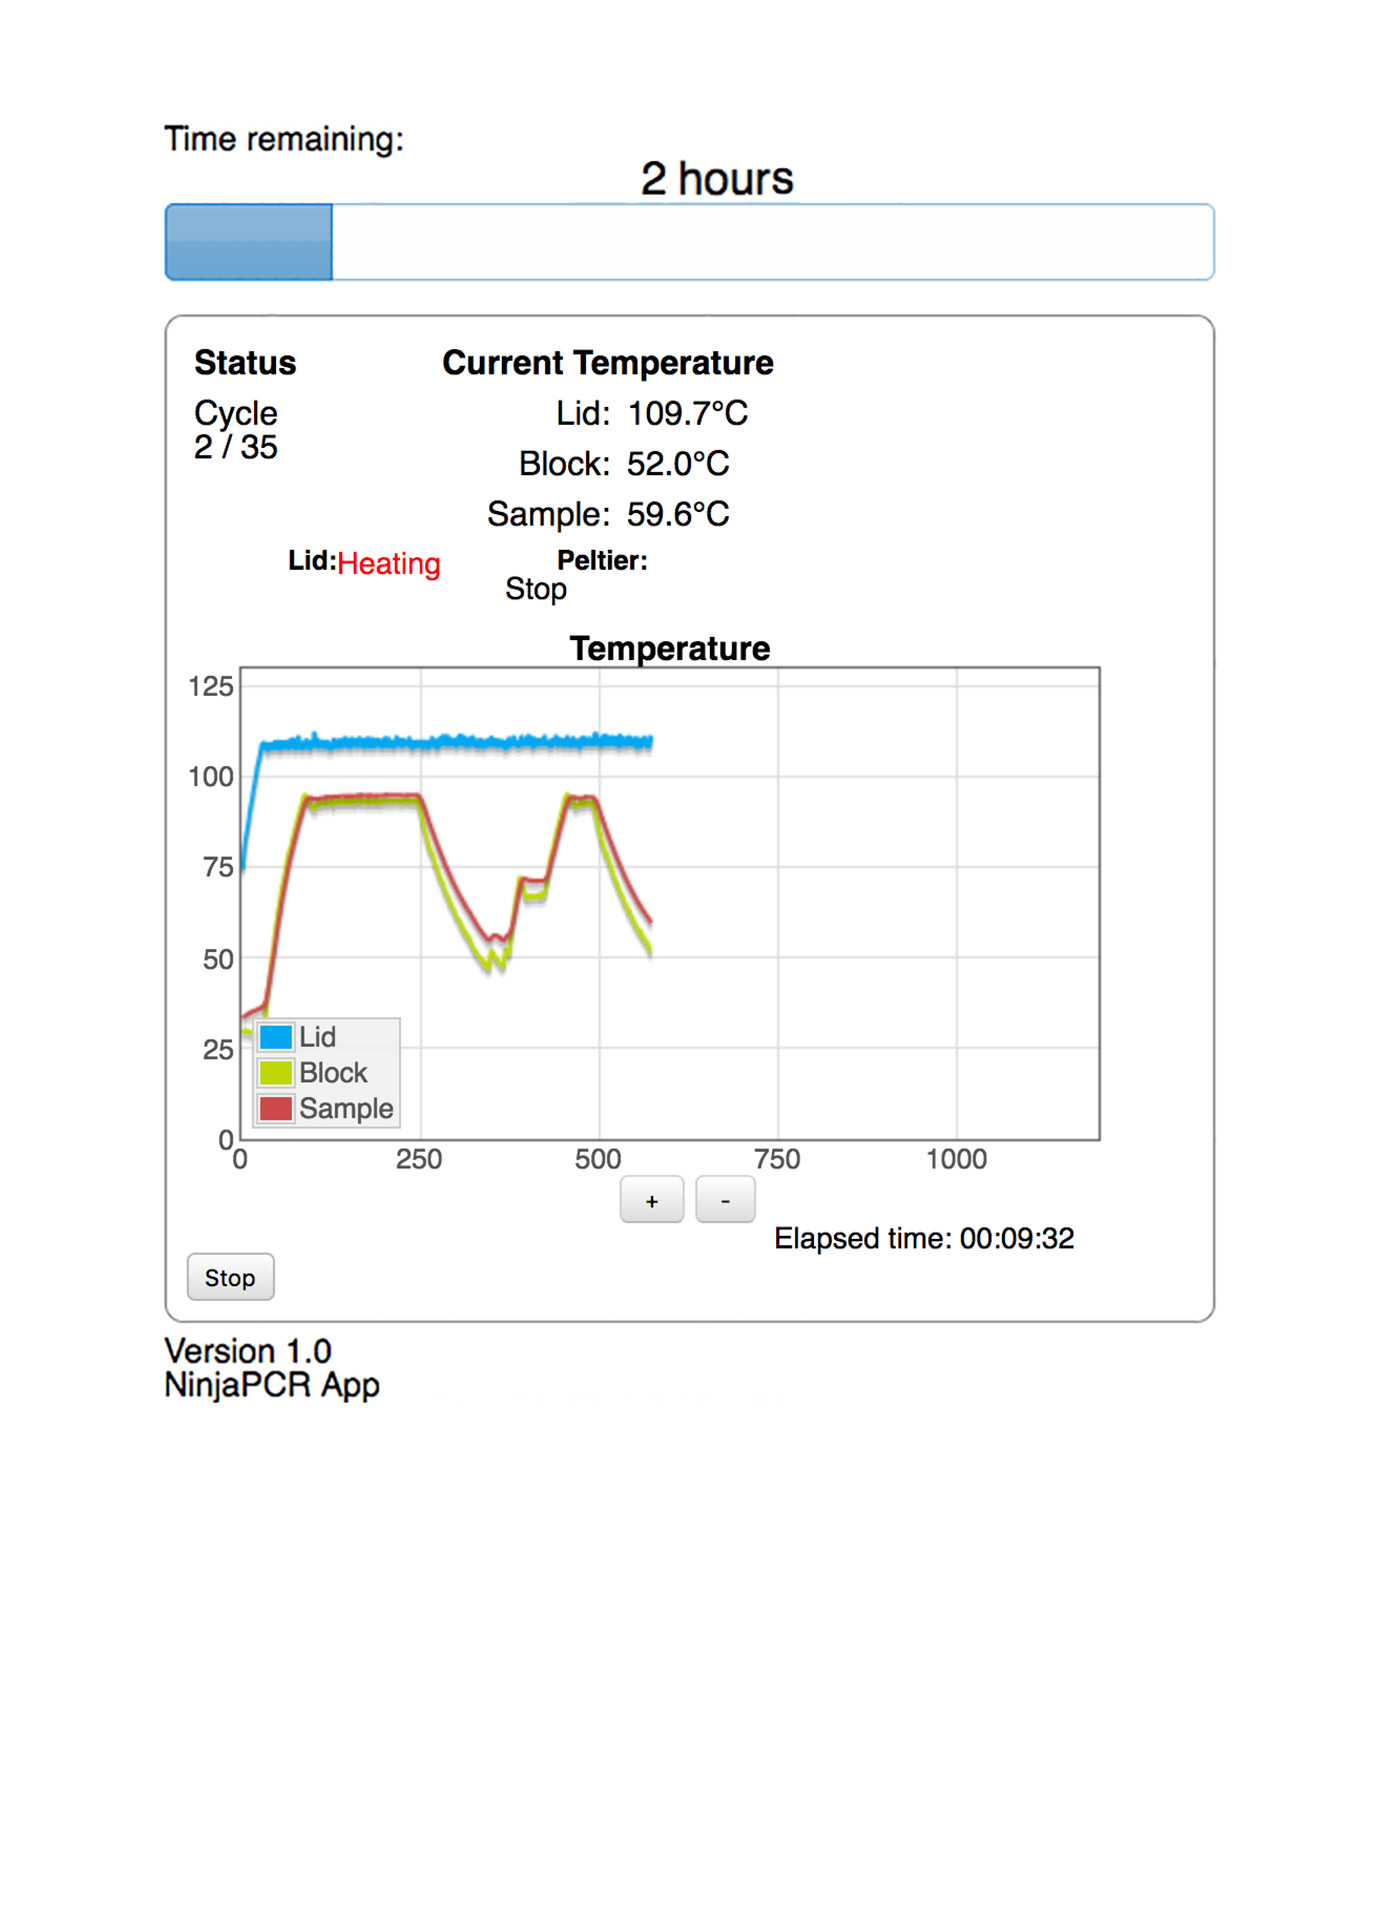 Time remaining:
2 hours
Status
Current Temperature
Cycle
2 / 35
Lid: 109.7°C
Block: 52.0°C
Sample: 59.6°C
Lid:Heating
Peltier:
Stop
Temperature
125
100
75
50
25
0
Lid
Block
Sample
0 250 500 750 1000
+ -
Elapsed time: 00:09:32
Stop
Version 1.0
NinjaPCR App